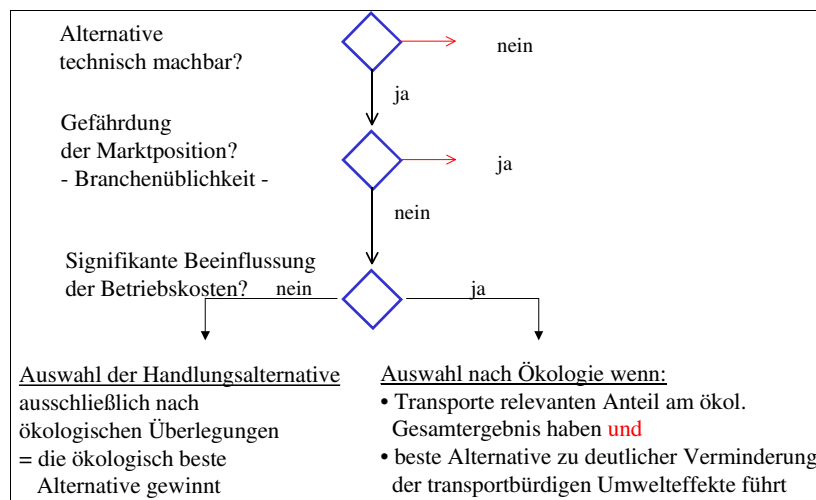 Alternative
technisch machbar?
nein
ja
Gefährdung
der Marktposition?
- Branchenüblichkeit -
ja
nein
Signifikante Beeinflussung
der Betriebskosten?
nein
ja
Auswahl der Handlungsalternative
ausschließlich nach
ökologischen Überlegungen
= die ökologisch beste
Alternative gewinnt
Auswahl nach Ökologie wenn:
• Transporte relevanten Anteil am ökol.
Gesamtergebnis haben und
• beste Alternative zu deutlicher Verminderung
der transportbürdigen Umwelteffekte führt